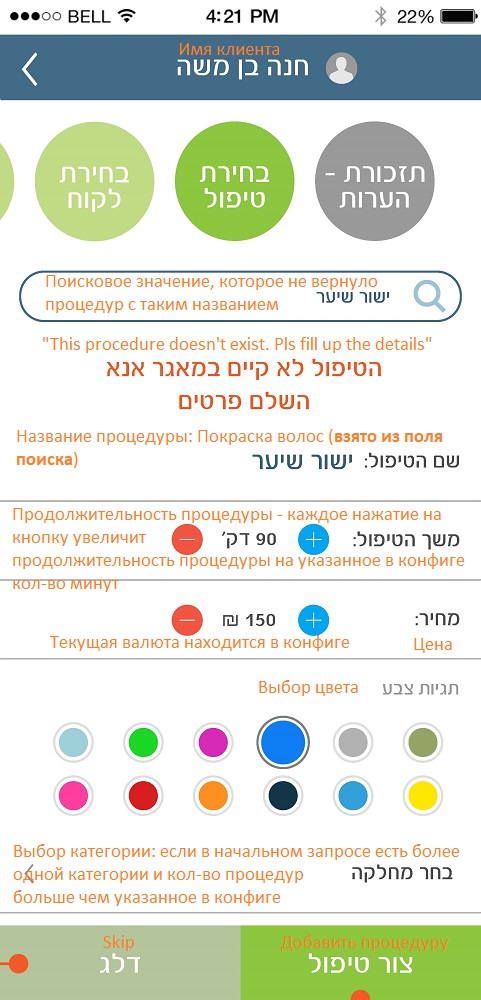 BELL 4:21 PM 22%
Имя клиента
חנה בן משה
תזכורת -
הערות
בחירת
טיפול
בחירת
לקוח
Поисковое значение, которое не вернуло
процедур с таким названием
ישור שיער
"This procedure doesn't exist. Pls fill up the details"
הטיפול לא קיים במאגר אנא
השלם פרטים
Название процедуры: Покраска волос (взято из поля
поиска)
שם הטיפול: ישור שיער
Продолжительность процедуры - каждое нажатие на
кнопку увеличит
משך הטיפול: 90 דק'
продолжительность процедуры на указанное в конфиге
кол-во минут
מחיר: 150 ₪
Текущая валюта находится в конфиге
Цена
Выбор цвета
תגיות צבע
Выбор категории: если в начальном запросе есть более
одной категории и кол-во процедур
בחר מחלקה
больше чем указанное в конфиге
Добавить процедуру
צור טיפול
Skip
דלג